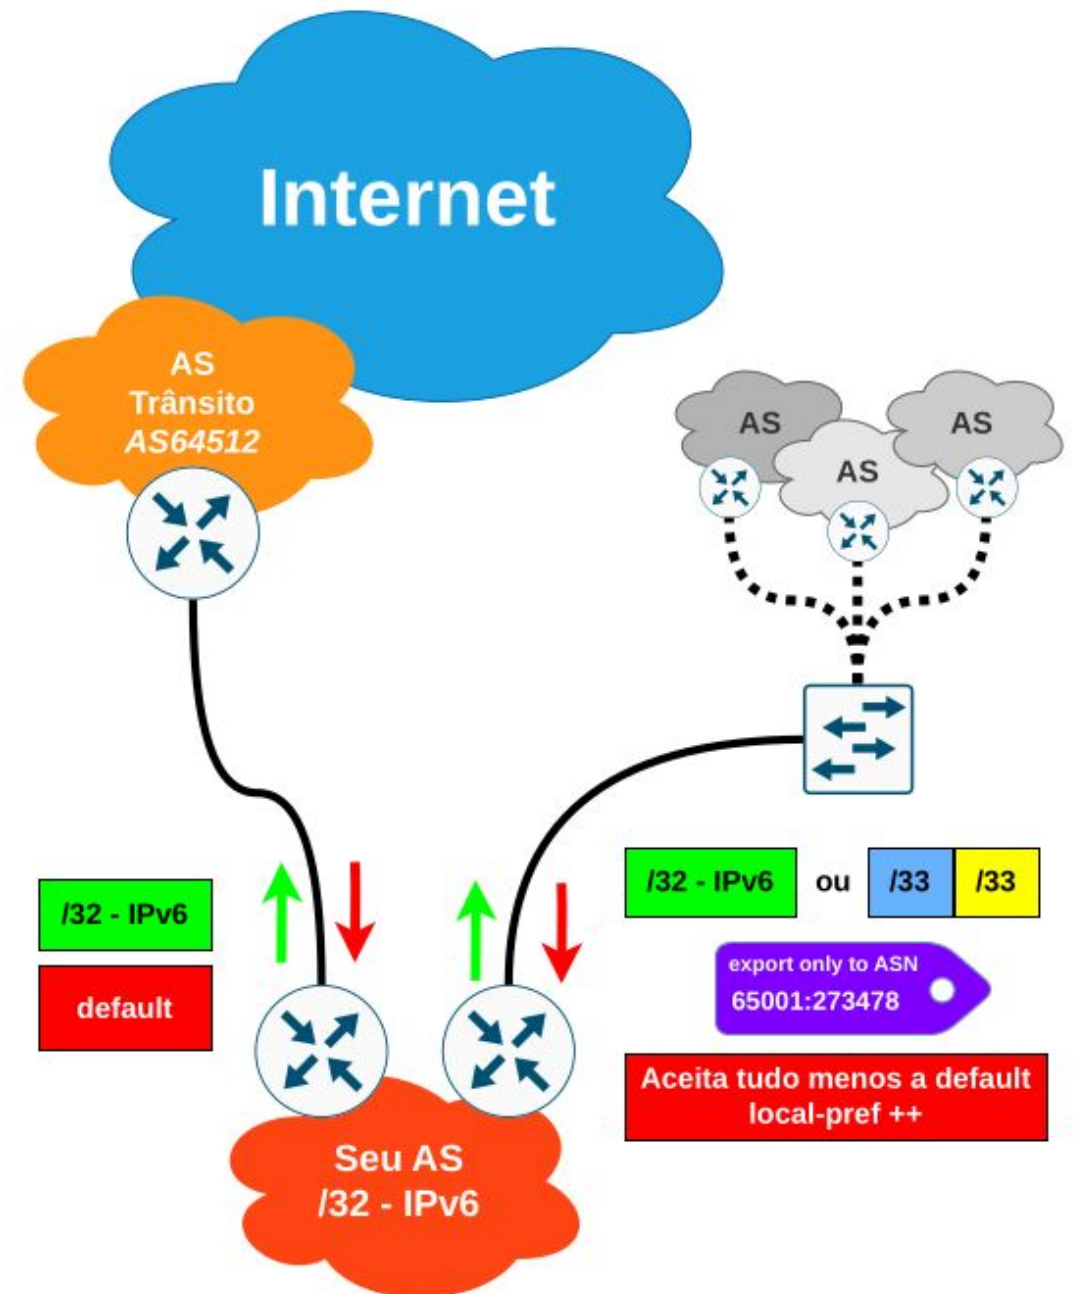 Internet
AS
Trânsito
AS64512
AS
AS
AS
/32 - IPv6
default
/32 - IPv6 ou /33 /33
export only to ASN
65001:273478
Aceita tudo menos a default
local-pref ++
Seu AS
/32 - IPv6